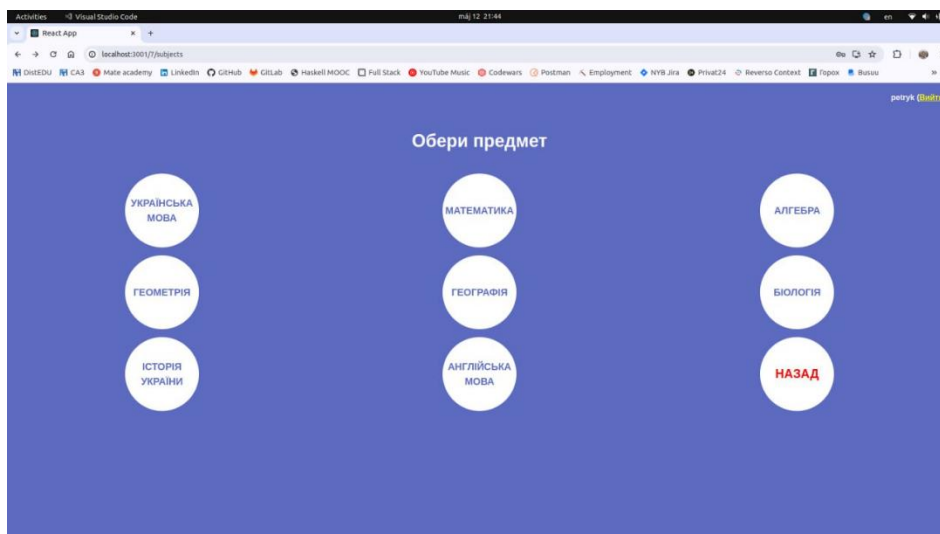 Activities Visual Studio Code máj 12 21:44 en
React App
localhost:3001/7/subjects
DistEDU CA3 Mate academy LinkedIn GitHub GitLab Haskell MOOC Full Stack YouTube Music Codewars Postman Employment NYB Jira Privat24 Reverso Context Горох Busuu
petryk (Вийти
Обери предмет
УКРАЇНСЬКА
МОВА
МАТЕМАТИКА
АЛГЕБРА
ГЕОМЕТРІЯ
ГЕОГРАФІЯ
БІОЛОГІЯ
ІСТОРІЯ
УКРАЇНИ
АНГЛІЙСЬКА
МОВА
НАЗАД